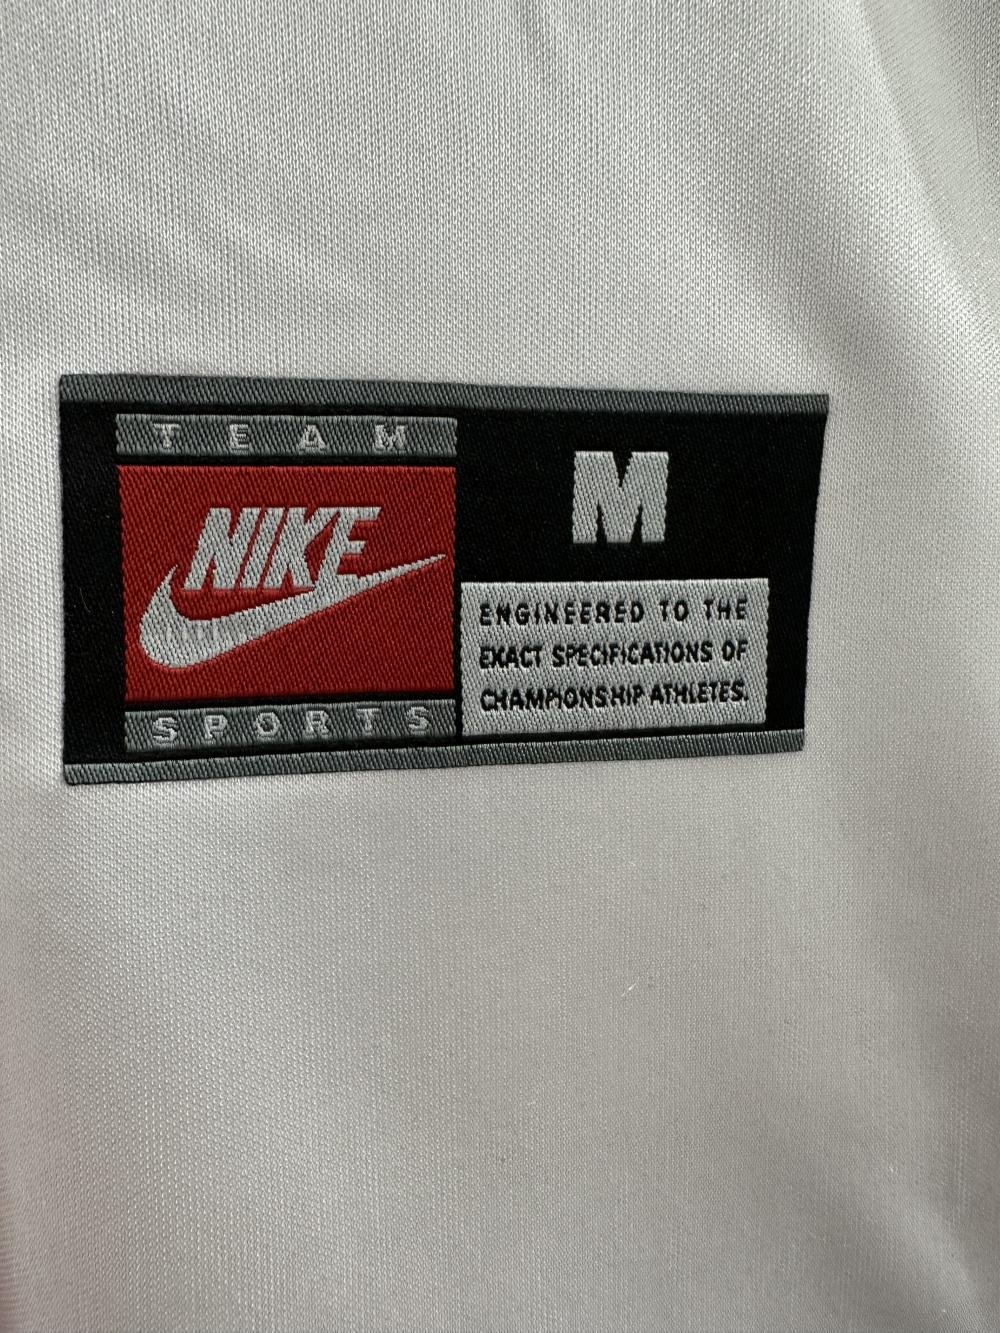 TEAM
NIKE
SPORTS
M
ENGINEERED TO THE
EXACT SPECIFICATIONS OF
CHAMPIONSHIP ATHLETES.